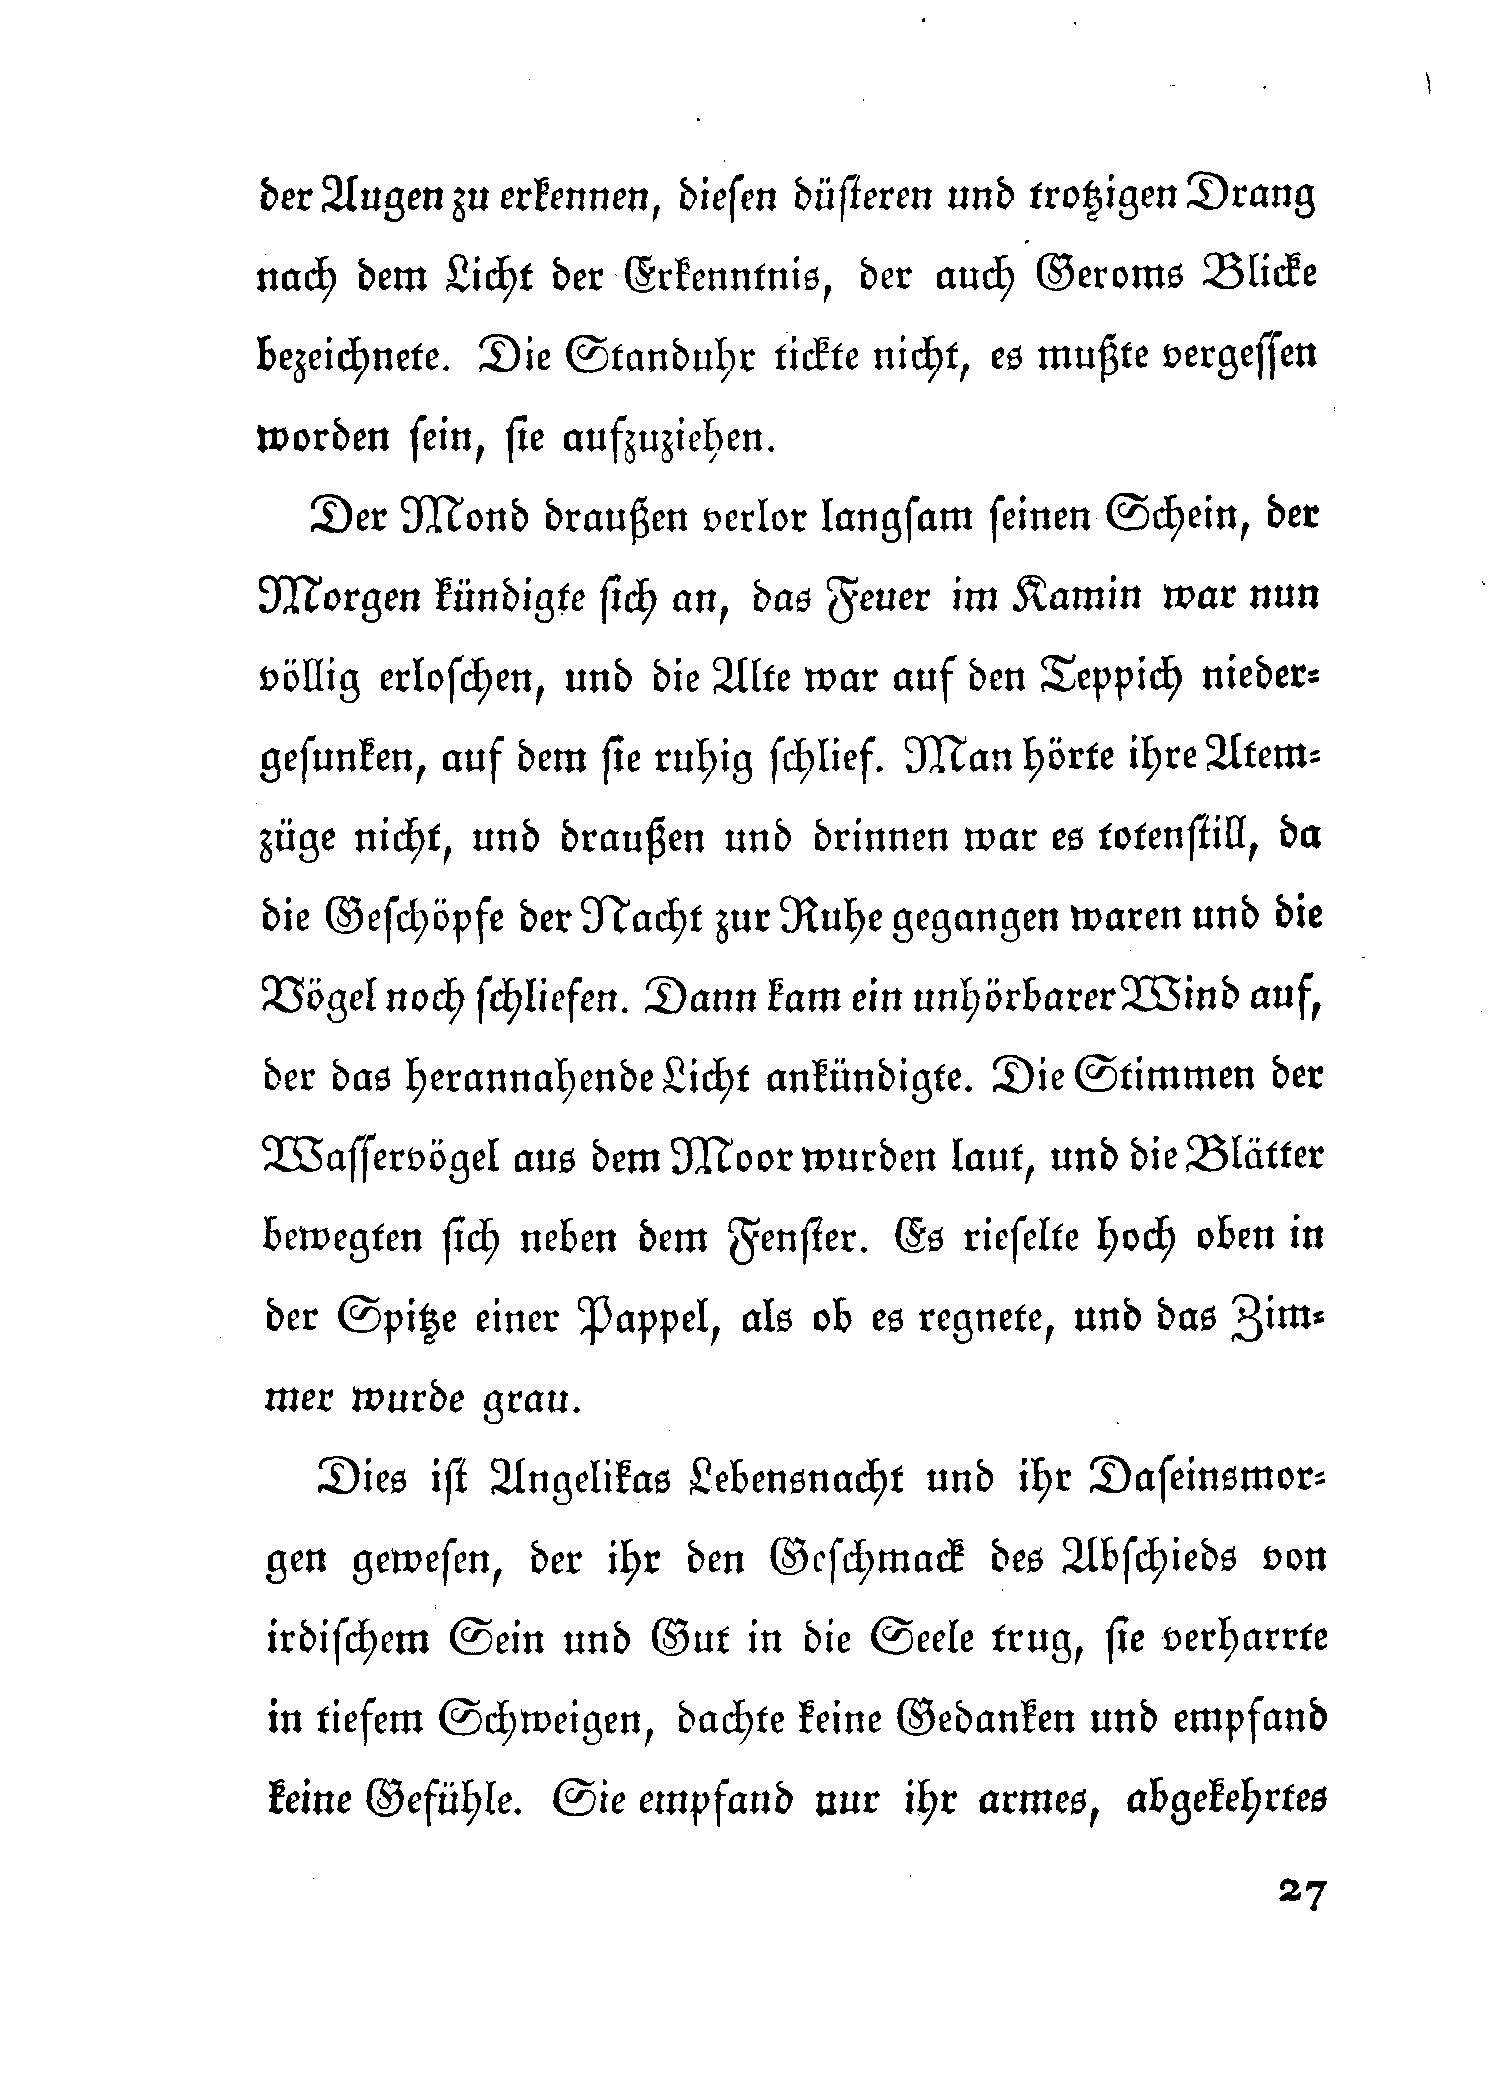 der Augen zu erkennen, diesen düsteren und trotzigen Drang
nach dem Licht der Erkenntnis, der auch Geroms Blicke
bezeichnete. Die Standuhr tickte nicht, es mußte vergessen
worden sein, sie aufzuziehen.
Der Mond draußen verlor langsam seinen Schein, der
Morgen kündigte sich an, das Feuer im Kamin war nun
völlig erloschen, und die Alte war auf den Teppich nieder-
gesunken, auf dem sie ruhig schlief. Man hörte ihre Atem-
züge nicht, und draußen und drinnen war es totenstill, da
die Geschöpfe der Nacht zur Ruhe gegangen waren und die
Vögel noch schliefen. Dann kam ein unhörbarer Wind auf,
der das herannahende Licht ankündigte. Die Stimmen der
Wasservögel aus dem Moor wurden laut, und die Blätter
bewegten sich neben dem Fenster. Es rieselte hoch oben in
der Spitze einer Pappel, als ob es regnete, und das Zim-
mer wurde grau.
Dies ist Angelikas Lebensnacht und ihr Daseinsmor-
gen gewesen, der ihr den Geschmack des Abschieds von
irdischem Sein und Gut in die Seele trug, sie verharrte
in tiefem Schweigen, dachte keine Gedanken und empfand
keine Gefühle. Sie empfand nur ihr armes, abgekehrtes
27